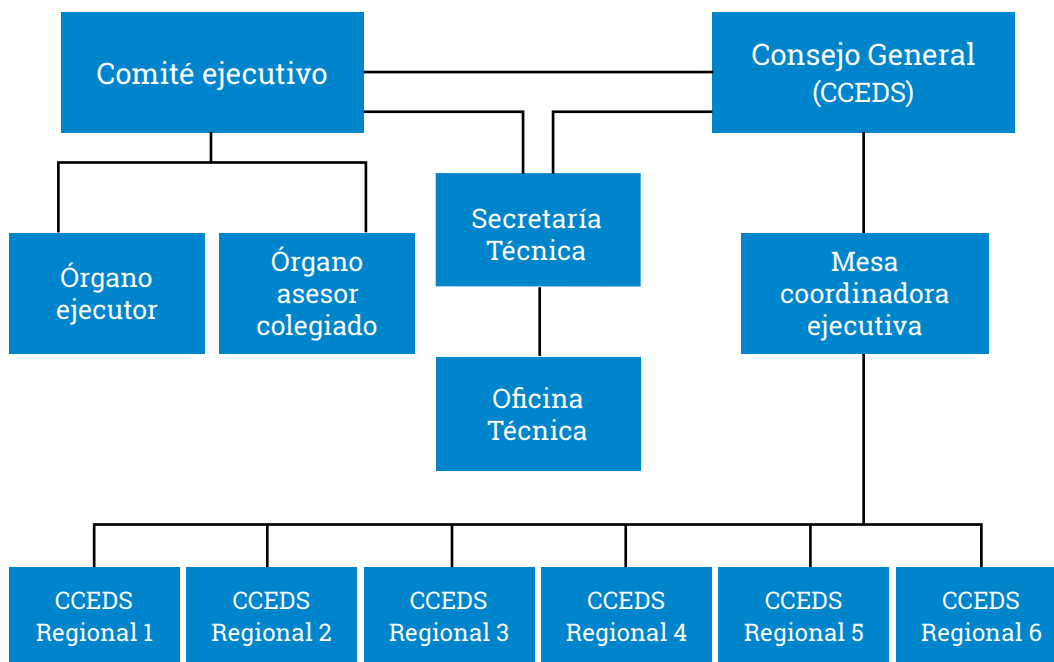 Comité ejecutivo
Consejo General
(CCEDS)
Secretaría
Técnica
Órgano
ejecutor
Órgano
asesor
colegiado
Mesa
coordinadora
ejecutiva
Oficina
Técnica
CCEDS
Regional 1
CCEDS
Regional 2
CCEDS
Regional 3
CCEDS
Regional 4
CCEDS
Regional 5
CCEDS
Regional 6